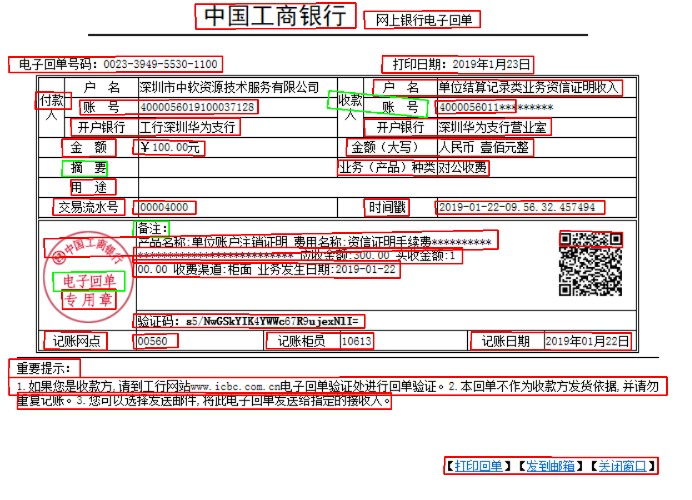 中国工商银行 网上银行电子回单
电子回单号码：0023-3949-5530-1100 打印日期：2019年1月23日
付款人 户 名 深圳市中软资源技术服务有限公司 收款人 户 名 单位结算记录类业务资信证明收入
账 号 4000056019100037128 账 号 4000056011*********
开户银行 工行深圳华为支行 开户银行 深圳华为支行营业室
金 额 ￥100.00元 金额（大写） 人民币 壹佰元整
摘 要 业务（产品）种类 对公收费
用 途
交易流水号 00004000 时间戳 2019-01-22-09.56.32.457494
中国工商银行
电子回单
专用章
备注：
产品名称:单位账户注销证明 费用名称:资信证明手续费**********
************************** 应收金额:300.00 实收金额:1
00.00 收费渠道:柜面 业务发生日期:2019-01-22
验证码：s5/NwGSkYIK4YWWc67R9ujexNlI=
记账网点 00560 记账柜员 10613 记账日期 2019年01月22日
重要提示：
1.如果您是收款方,请到工行网站www.icbc.com.cn电子回单验证处进行回单验证。2.本回单不作为收款方发货依据,并请勿
重复记账。3.您可以选择发送邮件,将此电子回单发送给指定的接收人。
【打印回单】【发到邮箱】【关闭窗口】